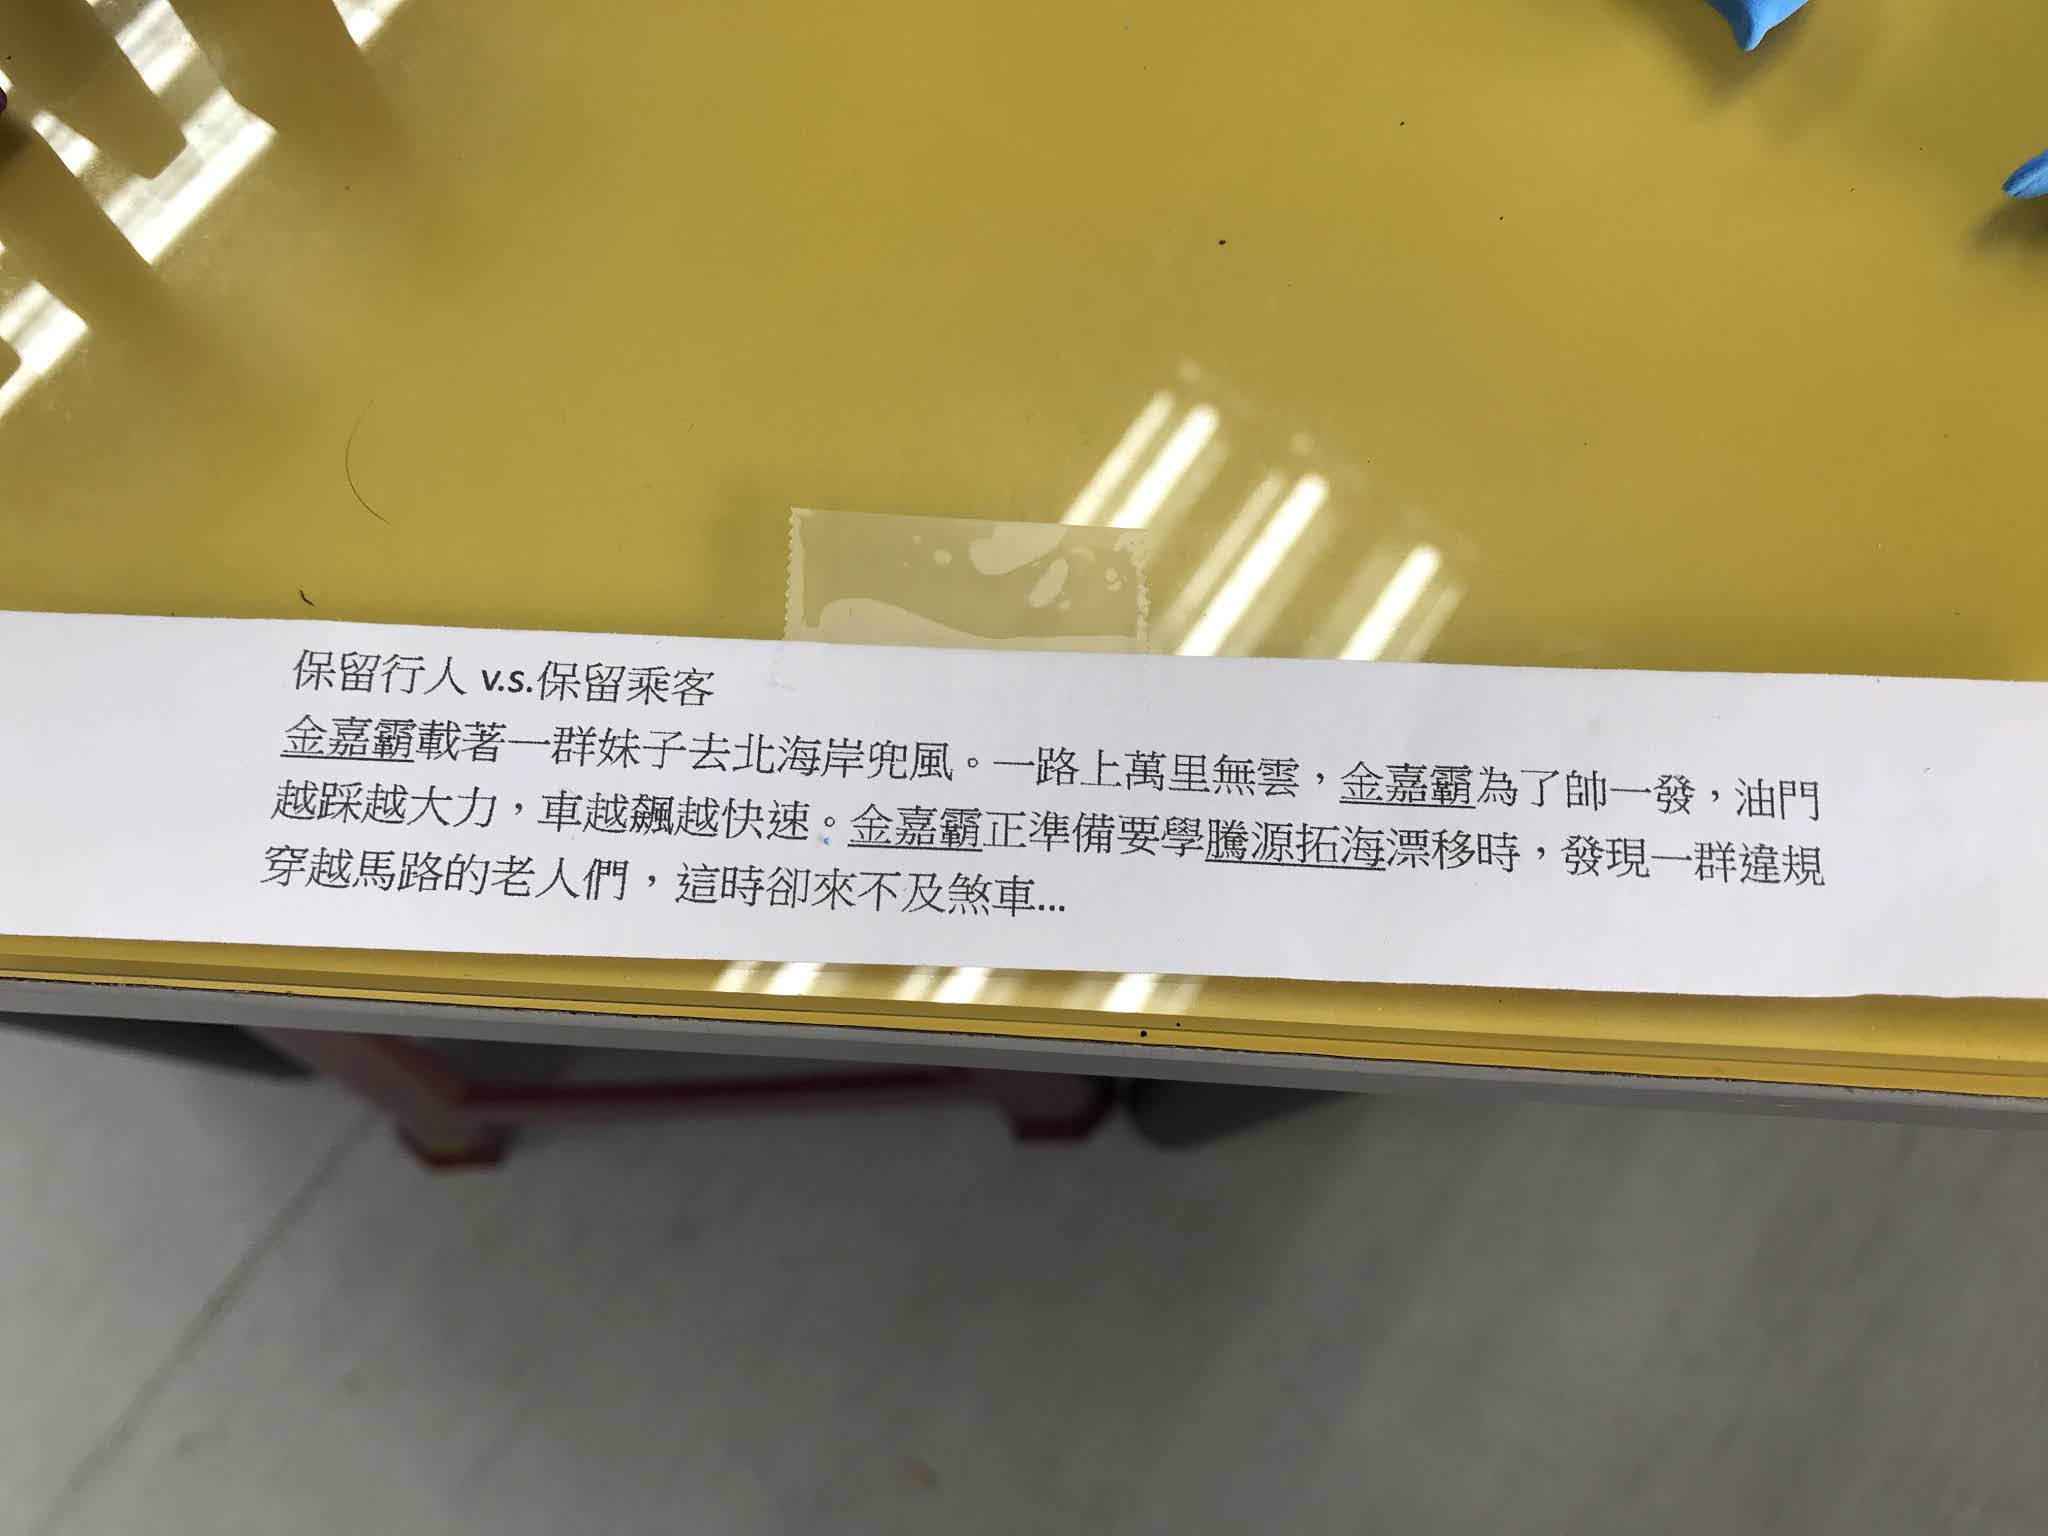 保留行人 v.s.保留乘客
金嘉霸載著一群妹子去北海岸兜風。一路上萬里無雲，金嘉霸為了帥一發，油門
越踩越大力，車越飆越快速。金嘉霸正準備要學騰源拓海漂移時，發現一群違規
穿越馬路的老人們，這時卻來不及煞車...